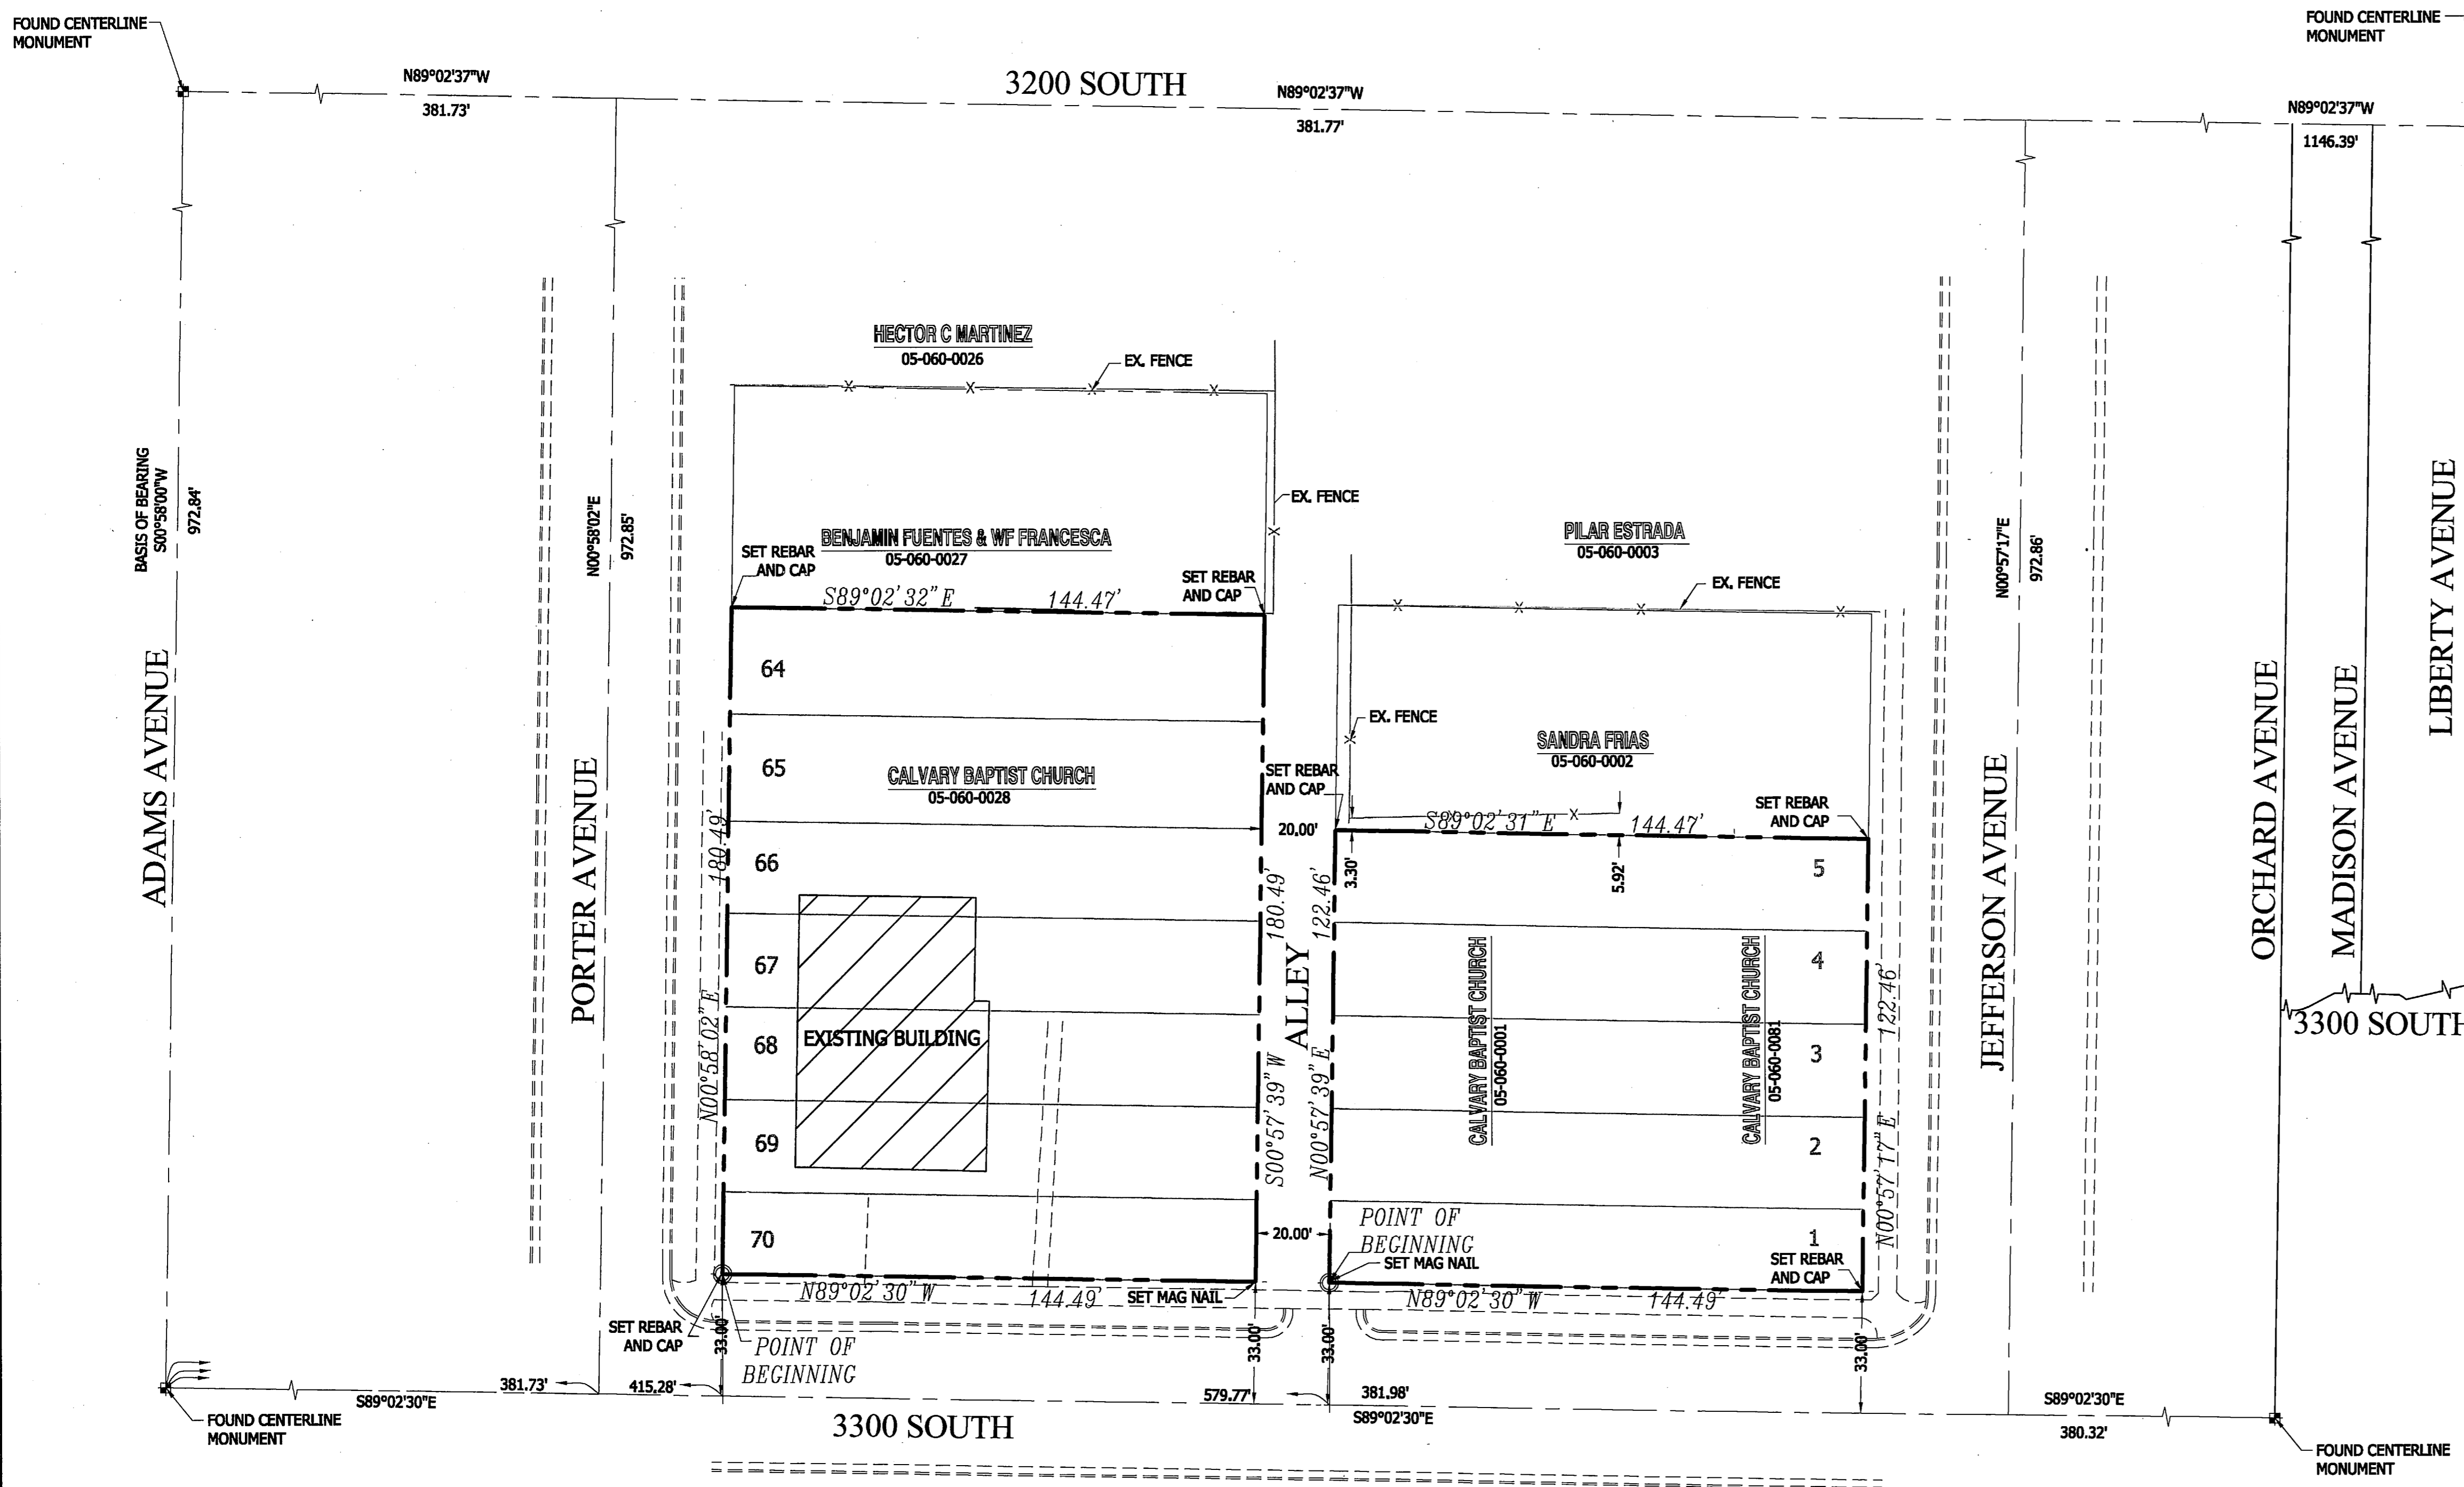 FOUND CENTERLINE
MONUMENT
FOUND CENTERLINE
MONUMENT
N89°02'37"W
381.73'
3200 SOUTH
N89°02'37"W
381.77'
N89°02'37"W
1146.39'
HECTOR C MARTINEZ
05-060-0026
EX. FENCE
BASIS OF BEARING
S00°58'00"W
972.84'
N00°58'02"E
972.85'
EX. FENCE
BENJAMIN FUENTES & WF FRANCESCA
05-060-0027
SET REBAR
AND CAP
SET REBAR
AND CAP
S89°02'32"E
144.47'
PILAR ESTRADA
05-060-0003
EX. FENCE
N00°57'17"E
972.86'
LIBERTY AVENUE
64
65
CALVARY BAPTIST CHURCH
05-060-0028
EX. FENCE
SANDRA FRIAS
05-060-0002
SET REBAR
AND CAP
SET REBAR
AND CAP
20.00'
S89°02'31"E
144.47'
3.30'
5.92'
ADAMS AVENUE
PORTER AVENUE
180.49'
N00°58'02"E
66
67
68
EXISTING BUILDING
69
70
180.49'
S00°57'39"W
ALLEY
122.46'
N00°57'39"E
5
4
3
2
1
CALVARY BAPTIST CHURCH
05-060-0001
CALVARY BAPTIST CHURCH
05-060-0081
122.46'
N00°57'17"E
JEFFERSON AVENUE
ORCHARD AVENUE
MADISON AVENUE
3300 SOUTH
20.00'
POINT OF
BEGINNING
SET MAG NAIL
SET REBAR
AND CAP
N89°02'30"W
144.49'
SET MAG NAIL
N89°02'30"W
144.49'
SET REBAR
AND CAP
33.00'
POINT OF
BEGINNING
33.00'
33.00'
33.00'
S89°02'30"E
381.73'
415.28'
579.77'
381.98'
S89°02'30"E
S89°02'30"E
380.32'
FOUND CENTERLINE
MONUMENT
3300 SOUTH
FOUND CENTERLINE
MONUMENT